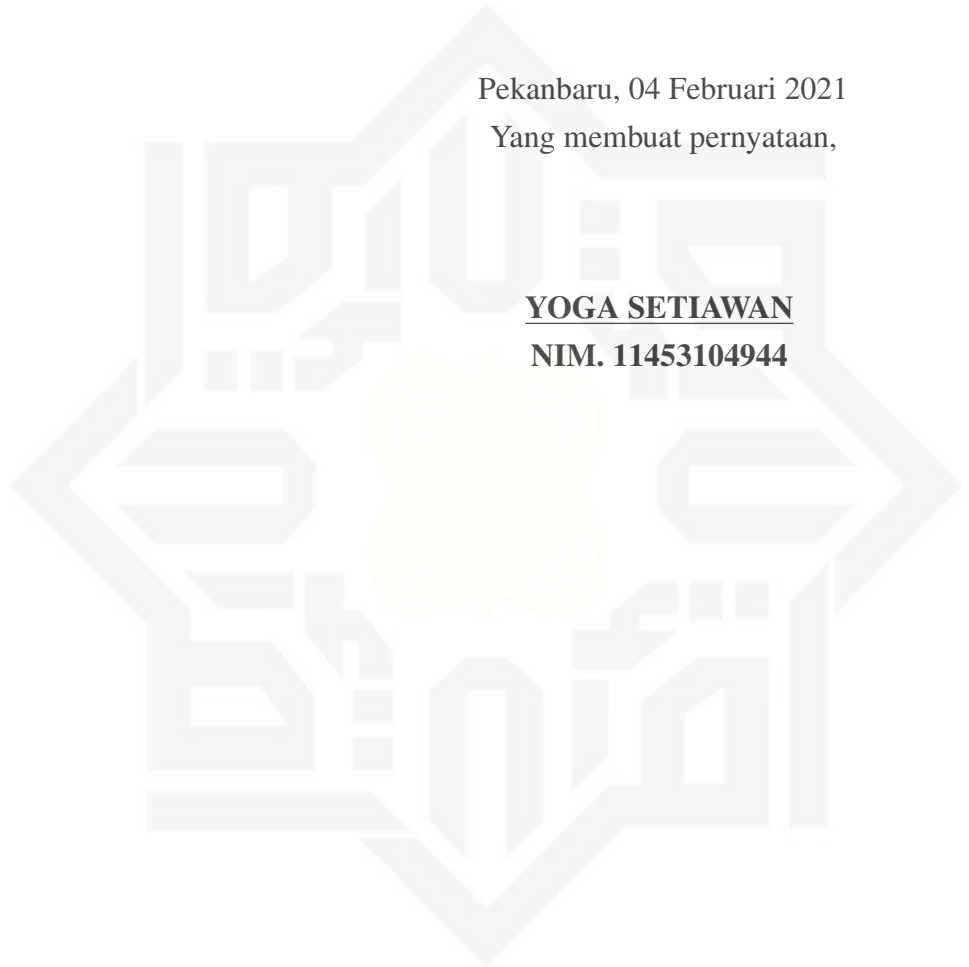 Pekanbaru, 04 Februari 2021
Yang membuat pernyataan,
YOGA SETIAWAN
NIM. 11453104944